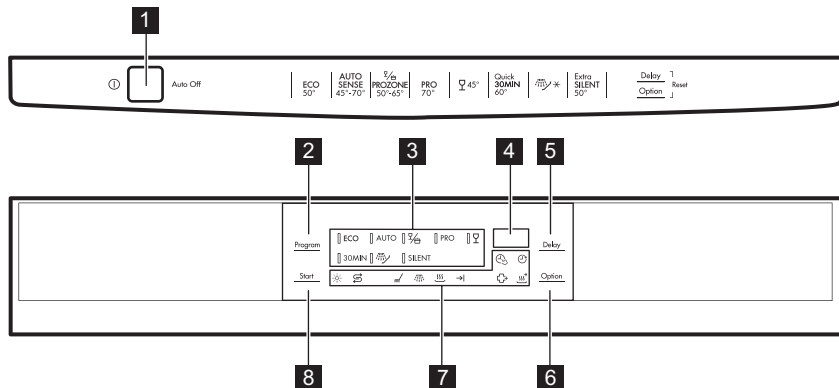 1
Auto Off
ECO 50°
AUTO SENSE 45°-70°
PROZONE 50°-65°
PRO 70°
45°
Quick 30MIN 60°
Extra SILENT 50°
Delay
Option
Reset
2
3
4
5
Program
ECO
AUTO
PRO
Delay
30MIN
SILENT
Start
Option
8
7
6